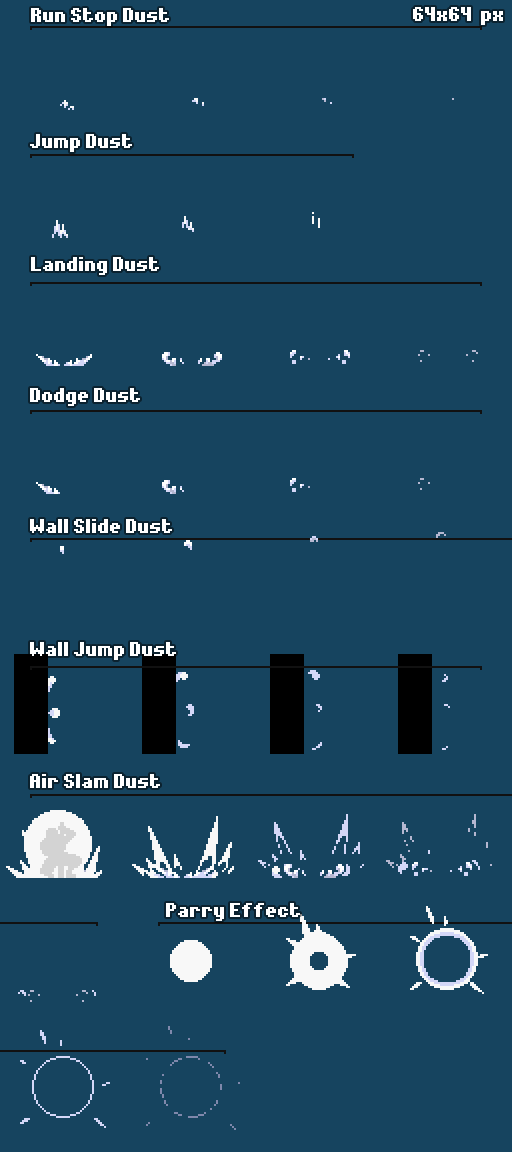 Run Stop Dust 64x64 px
Jump Dust
Landing Dust
Dodge Dust
Wall Slide Dust
Wall Jump Dust
Air Slam Dust
Parry Effect